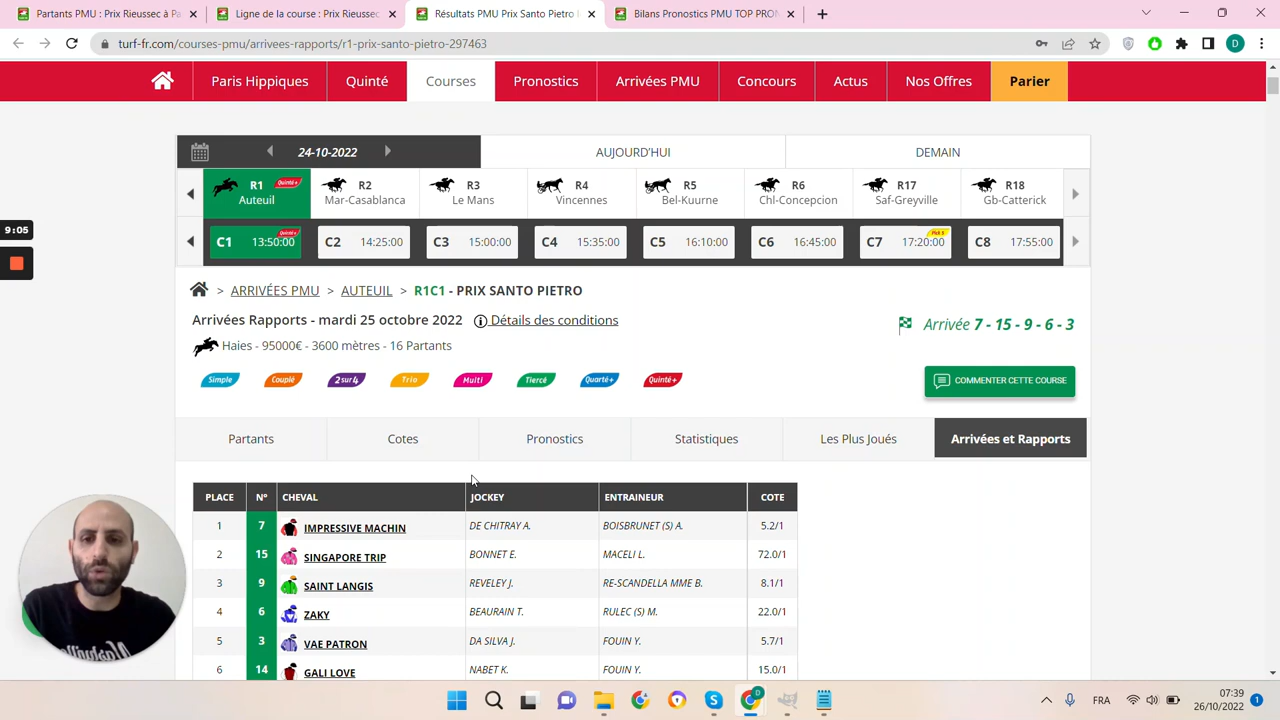 Partants PMU : Prix Rieussec à Pa
Ligne de la course : Prix Rieussec
Résultats PMU Prix Santo Pietro
Bilans Pronostics PMU TOP PRO
turf-fr.com/courses-pmu/arrivees-rapports/r1-prix-santo-pietro-297463
D
Paris Hippiques
Quinté
Courses
Pronostics
Arrivées PMU
Concours
Actus
Nos Offres
Parier
24-10-2022
AUJOURD'HUI
DEMAIN
R1 Quinté+
Auteuil
R2
Mar-Casablanca
R3
Le Mans
R4
Vincennes
R5
Bel-Kuurne
R6
Chl-Concepcion
R17
Saf-Greyville
R18
Gb-Catterick
9:05
C1 13:50:00 Quinté+
C2 14:25:00
C3 15:00:00
C4 15:35:00
C5 16:10:00
C6 16:45:00
C7 17:20:00 Pick 5
C8 17:55:00
> ARRIVÉES PMU > AUTEUIL > R1C1 - PRIX SANTO PIETRO
Arrivées Rapports - mardi 25 octobre 2022 Détails des conditions
Arrivée 7 - 15 - 9 - 6 - 3
Haies - 95000€ - 3600 mètres - 16 Partants
Simple
Couplé
2sur4
Trio
Multi
Tiercé
Quarté+
Quinté+
COMMENTER CETTE COURSE
Partants
Cotes
Pronostics
Statistiques
Les Plus Joués
Arrivées et Rapports
PLACE N° CHEVAL JOCKEY ENTRAINEUR COTE
1 7 IMPRESSIVE MACHIN DE CHITRAY A. BOISBRUNET (S) A. 5.2/1
2 15 SINGAPORE TRIP BONNET E. MACELI L. 72.0/1
3 9 SAINT LANGIS REVELEY J. RE-SCANDELLA MME B. 8.1/1
4 6 ZAKY BEAURAIN T. RULEC (S) M. 22.0/1
5 3 VAE PATRON DA SILVA J. FOUIN Y. 5.7/1
6 14 GALI LOVE NABET K. FOUIN Y. 15.0/1
FRA
07:39
26/10/2022
1